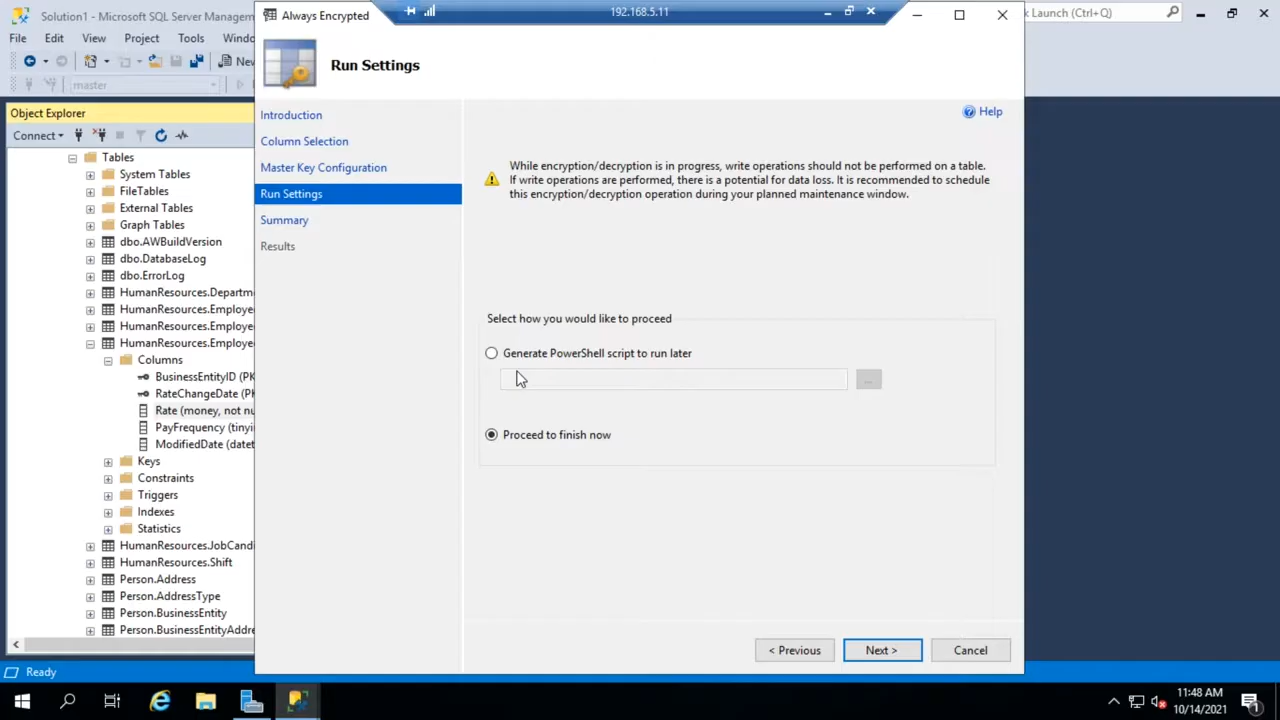 Solution1 - Microsoft SQL Server Managem
Always Encrypted
192.168.5.11
k Launch (Ctrl+Q)
File Edit View Project Tools Windo
New
master
Object Explorer
Connect
Tables
System Tables
FileTables
External Tables
Graph Tables
dbo.AWBuildVersion
dbo.DatabaseLog
dbo.ErrorLog
HumanResources.Departm
HumanResources.Employe
HumanResources.Employe
HumanResources.Employe
Columns
BusinessEntityID (PK
RateChangeDate (PK
Rate (money, not nu
PayFrequency (tinyi
ModifiedDate (datet
Keys
Constraints
Triggers
Indexes
Statistics
HumanResources.JobCandi
HumanResources.Shift
Person.Address
Person.AddressType
Person.BusinessEntity
Person.BusinessEntityAddre
Ready
Run Settings
Introduction
Column Selection
Master Key Configuration
Run Settings
Summary
Results
Help
While encryption/decryption is in progress, write operations should not be performed on a table.
If write operations are performed, there is a potential for data loss. It is recommended to schedule
this encryption/decryption operation during your planned maintenance window.
Select how you would like to proceed
Generate PowerShell script to run later
...
Proceed to finish now
< Previous
Next >
Cancel
11:48 AM
10/14/2021
1